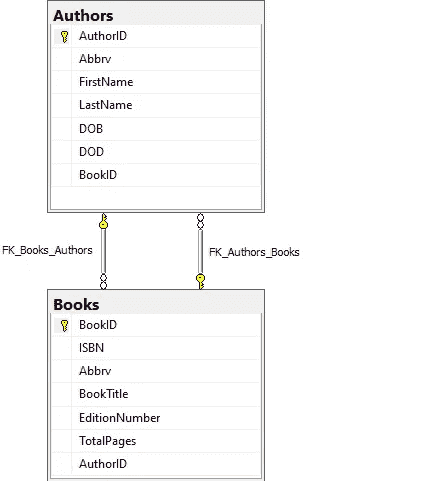 Authors
AuthorID
Abbrv
FirstName
LastName
DOB
DOD
BookID
FK_Books_Authors
FK_Authors_Books
Books
BookID
ISBN
Abbrv
BookTitle
EditionNumber
TotalPages
AuthorID